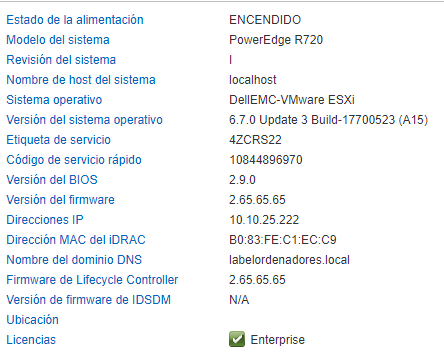 Estado de la alimentación ENCENDIDO
Modelo del sistema PowerEdge R720
Revisión del sistema I
Nombre de host del sistema localhost
Sistema operativo DellEMC-VMware ESXi
Versión del sistema operativo 6.7.0 Update 3 Build-17700523 (A15)
Etiqueta de servicio 4ZCRS22
Código de servicio rápido 10844896970
Versión del BIOS 2.9.0
Versión del firmware 2.65.65.65
Direcciones IP 10.10.25.222
Dirección MAC del iDRAC B0:83:FE:C1:EC:C9
Nombre del dominio DNS labelordenadores.local
Firmware de Lifecycle Controller 2.65.65.65
Versión de firmware de IDSDM N/A
Ubicación
Licencias Enterprise